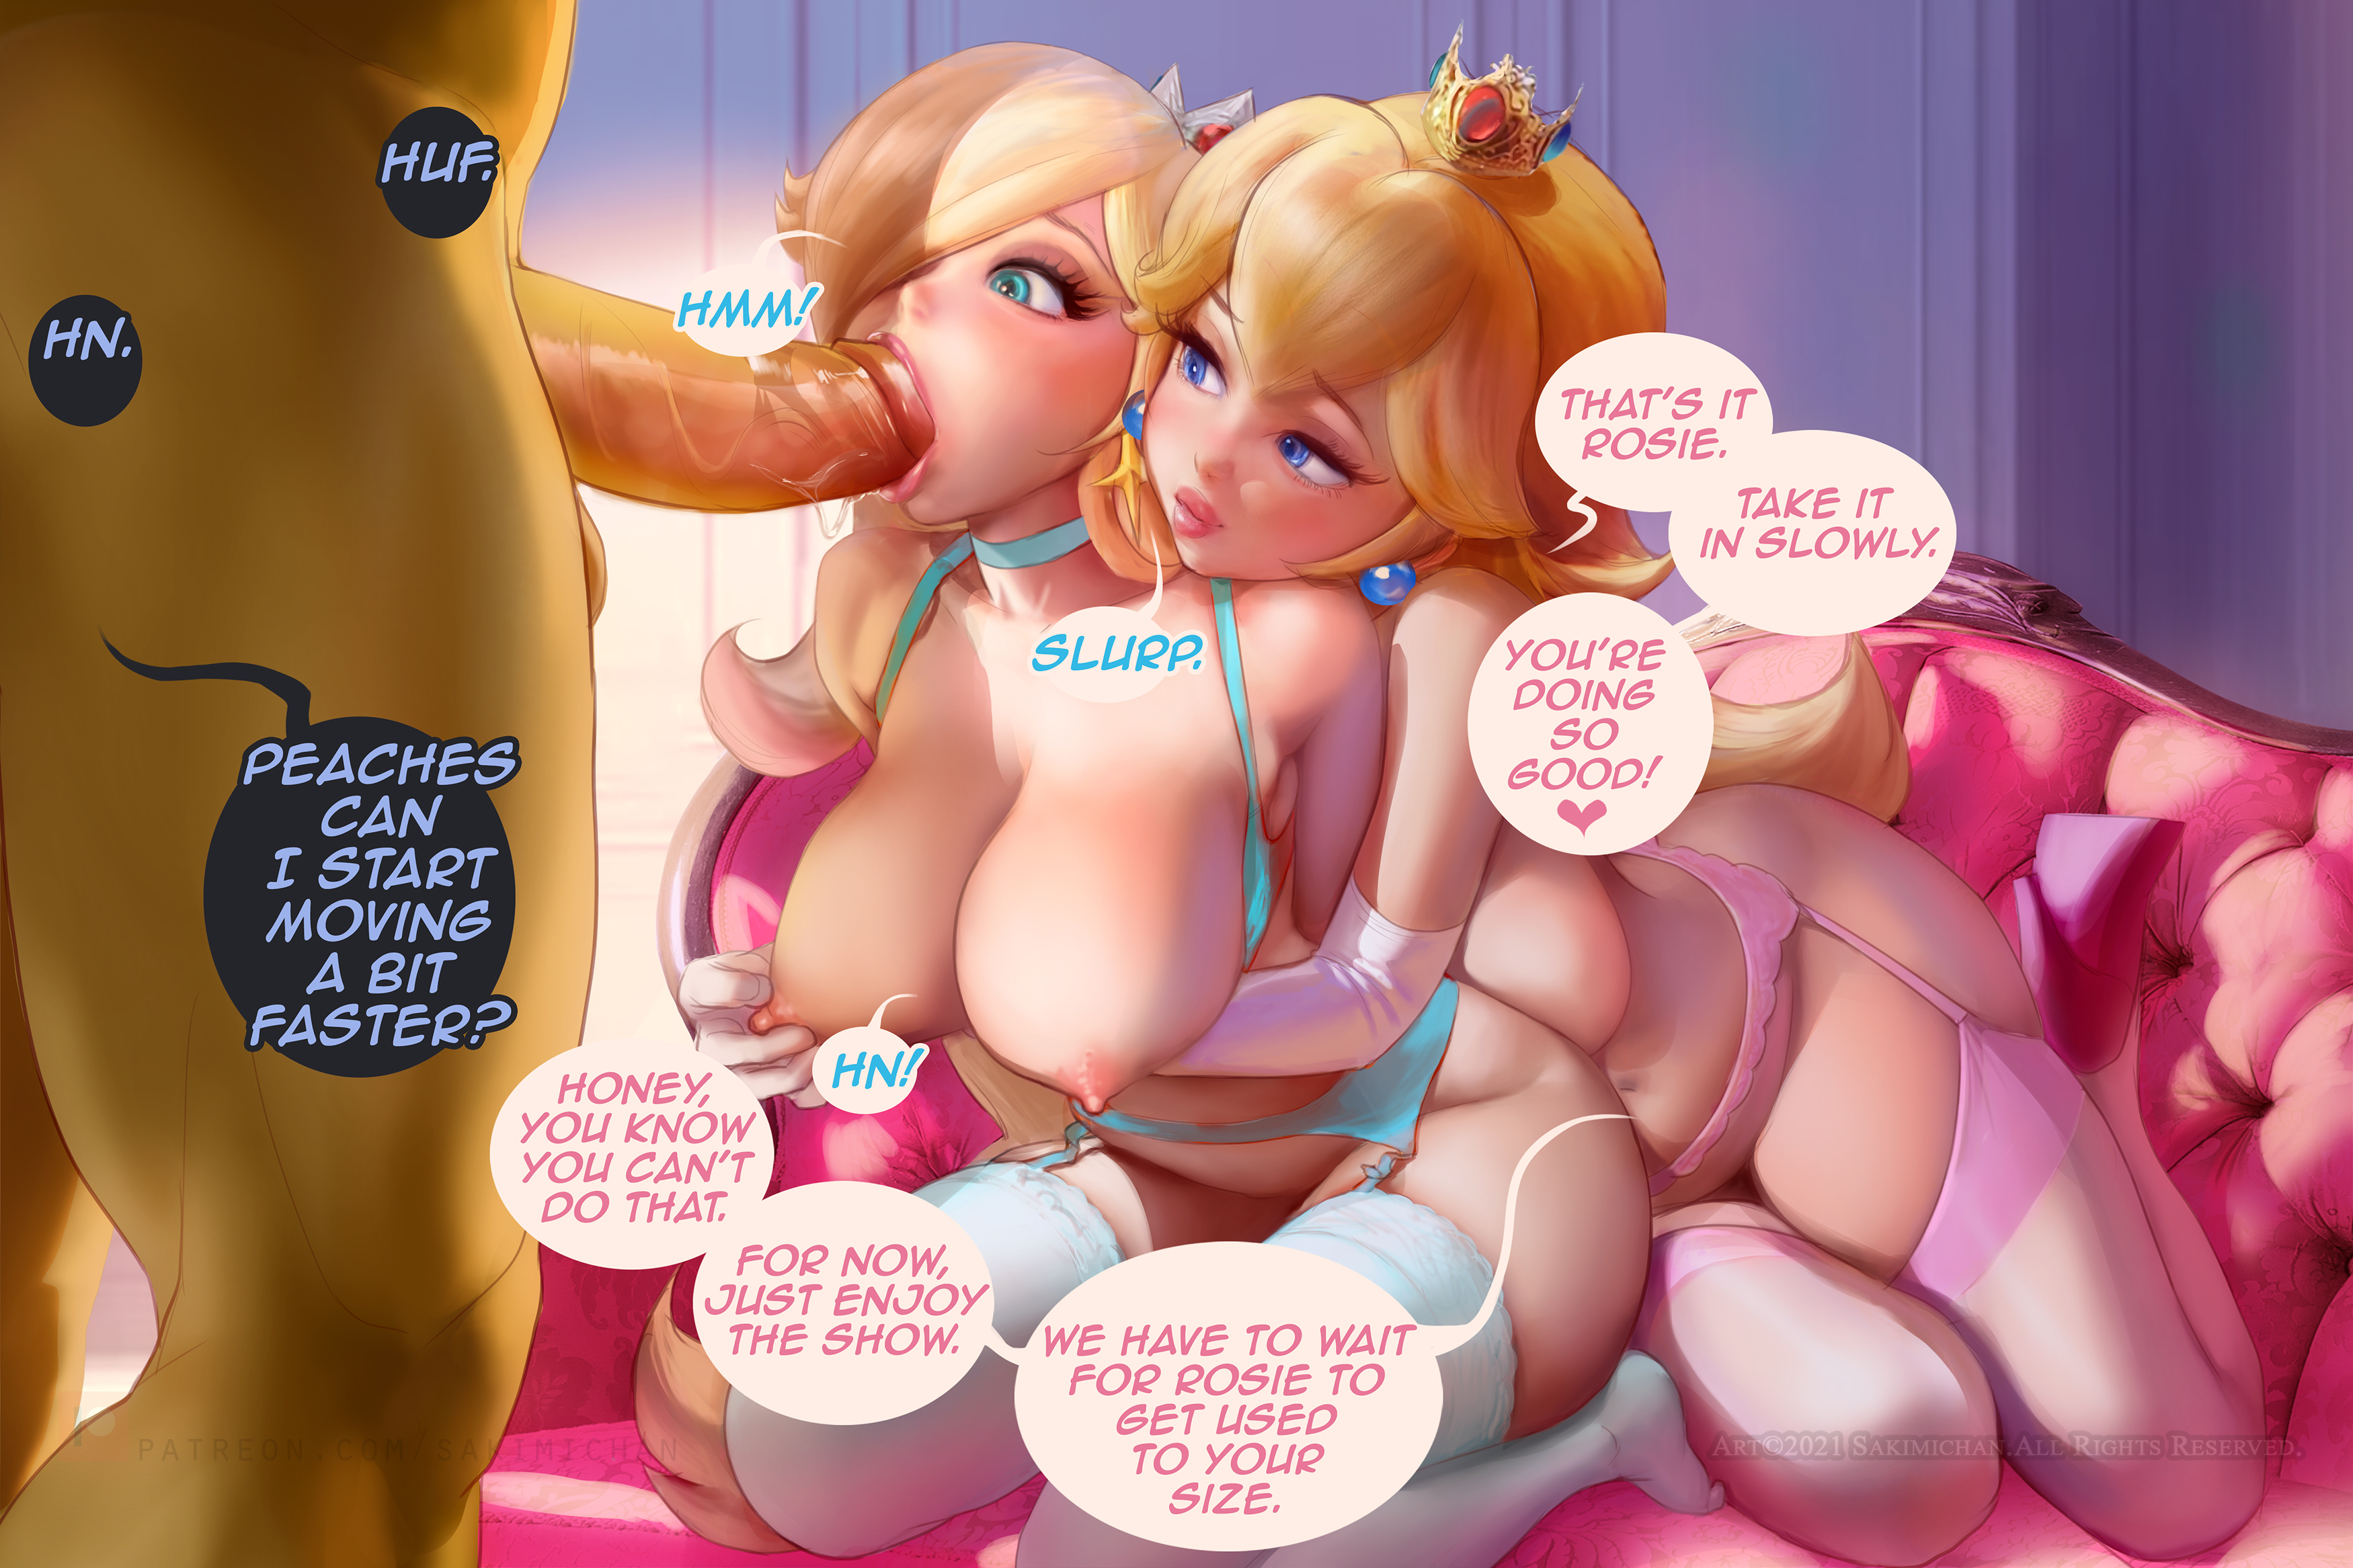 HUF.
HN.
HMM!
THAT'S IT
ROSIE.
TAKE IT
IN SLOWLY.
SLURP.
YOU'RE
DOING
SO
GOOD!
PEACHES
CAN
I START
MOVING
A BIT
FASTER?
HN!
HONEY,
YOU KNOW
YOU CAN'T
DO THAT.
FOR NOW,
JUST ENJOY
THE SHOW.
WE HAVE TO WAIT
FOR ROSIE TO
GET USED
TO YOUR
SIZE.
PATREON.COM/SAKIMICHAN
ART©2021 SAKIMICHAN.ALL RIGHTS RESERVED.